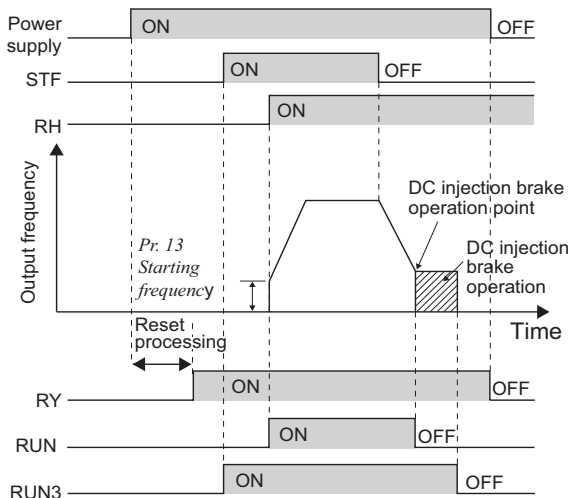 Power supply
ON
OFF
STF
ON
OFF
RH
ON
Output frequency
DC injection brake
operation point
Pr. 13
Starting
frequency
DC injection
brake
operation
Time
Reset
processing
RY
ON
OFF
RUN
ON
OFF
RUN3
ON
OFF